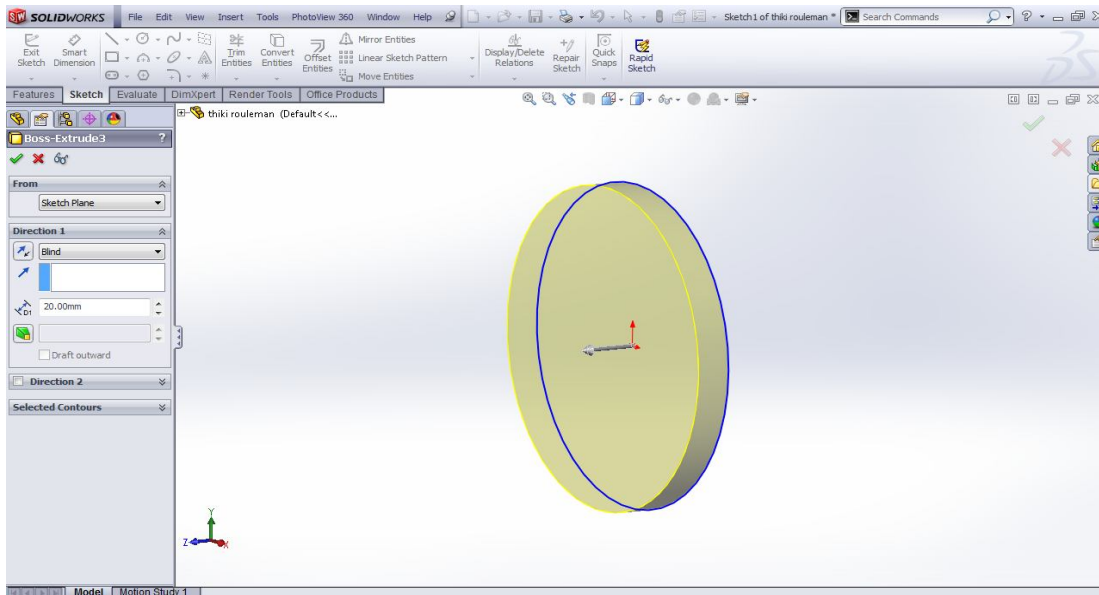 SOLIDWORKS File Edit View Insert Tools PhotoView 360 Window Help Sketch1 of thiki rouleman * Search Commands
Exit Sketch
Smart Dimension
Trim Entities
Convert Entities
Offset Entities
Mirror Entities
Linear Sketch Pattern
Move Entities
Display/Delete Relations
Repair Sketch
Quick Snaps
Rapid Sketch
Features Sketch Evaluate DimXpert Render Tools Office Products
thiki rouleman (Default<<...
Boss-Extrude3 ?
From
Sketch Plane
Direction 1
Blind
D1 20.00mm
Draft outward
Direction 2
Selected Contours
Y
Z X
Model Motion Study 1